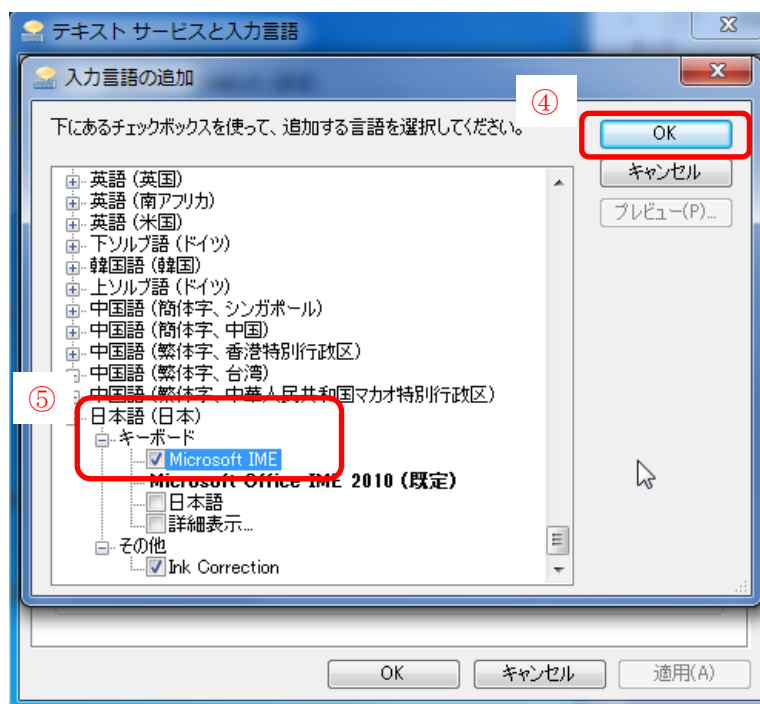 テキスト サービスと入力言語
入力言語の追加
④
下にあるチェックボックスを使って、追加する言語を選択してください。
OK
キャンセル
プレビュー(P)...
英語 (英国)
英語 (南アフリカ)
英語 (米国)
下ソルブ語 (ドイツ)
韓国語 (韓国)
上ソルブ語 (ドイツ)
中国語 (簡体字、シンガポール)
中国語 (簡体字、中国)
中国語 (繁体字、香港特別行政区)
中国語 (繁体字、台湾)
中国語 (繁体字、中華人民共和国マカオ特別行政区)
⑤
日本語 (日本)
キーボード
Microsoft IME
Microsoft Office IME 2010 (既定)
日本語
詳細表示...
その他
Ink Correction
OK
キャンセル
適用(A)